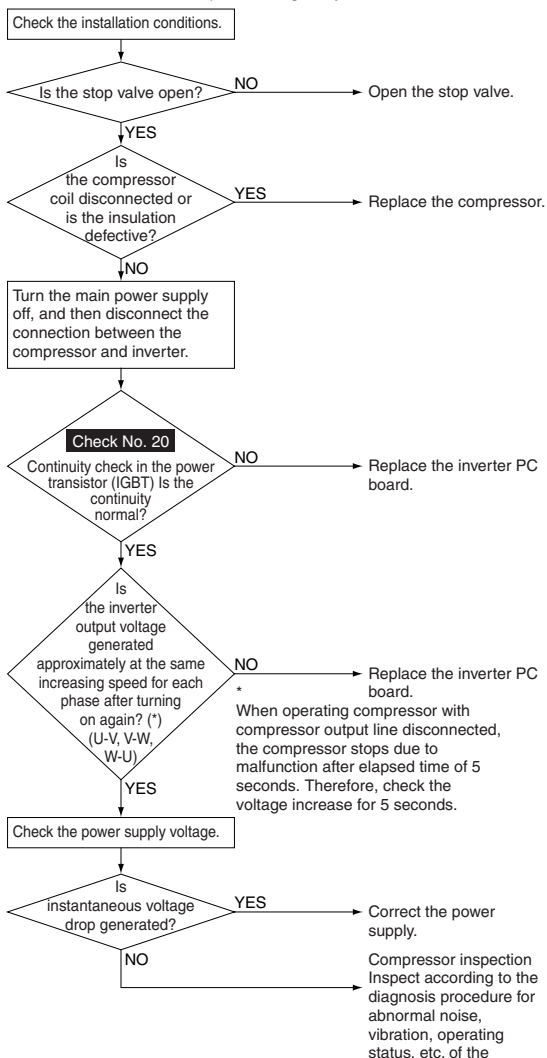 Check the installation conditions.
Is the stop valve open?
NO
Open the stop valve.
YES
Is
the compressor
coil disconnected or
is the insulation
defective?
YES
Replace the compressor.
NO
Turn the main power supply
off, and then disconnect the
connection between the
compressor and inverter.
Check No. 20
Continuity check in the power
transistor (IGBT) Is the
continuity
normal?
NO
Replace the inverter PC
board.
YES
Is
the inverter
output voltage
generated
approximately at the same
increasing speed for each
phase after turning
on again? (*)
(U-V, V-W,
W-U)
NO
Replace the inverter PC
board.
*
When operating compressor with
compressor output line disconnected,
the compressor stops due to
malfunction after elapsed time of 5
seconds. Therefore, check the
voltage increase for 5 seconds.
YES
Check the power supply voltage.
Is
instantaneous voltage
drop generated?
YES
Correct the power
supply.
NO
Compressor inspection
Inspect according to the
diagnosis procedure for
abnormal noise,
vibration, operating
status, etc. of the